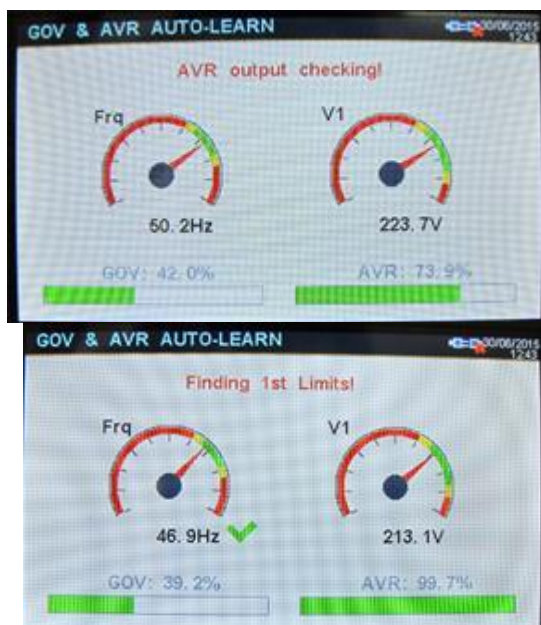 GOV & AVR AUTO-LEARN
30/06/2015
12:43
AVR output checking!
Frq
V1
50.2Hz
223.7V
GOV: 42.0%
AVR: 73.9%
GOV & AVR AUTO-LEARN
30/06/2015
12:43
Finding 1st Limits!
Frq
V1
46.9Hz
213.1V
GOV: 39.2%
AVR: 99.7%